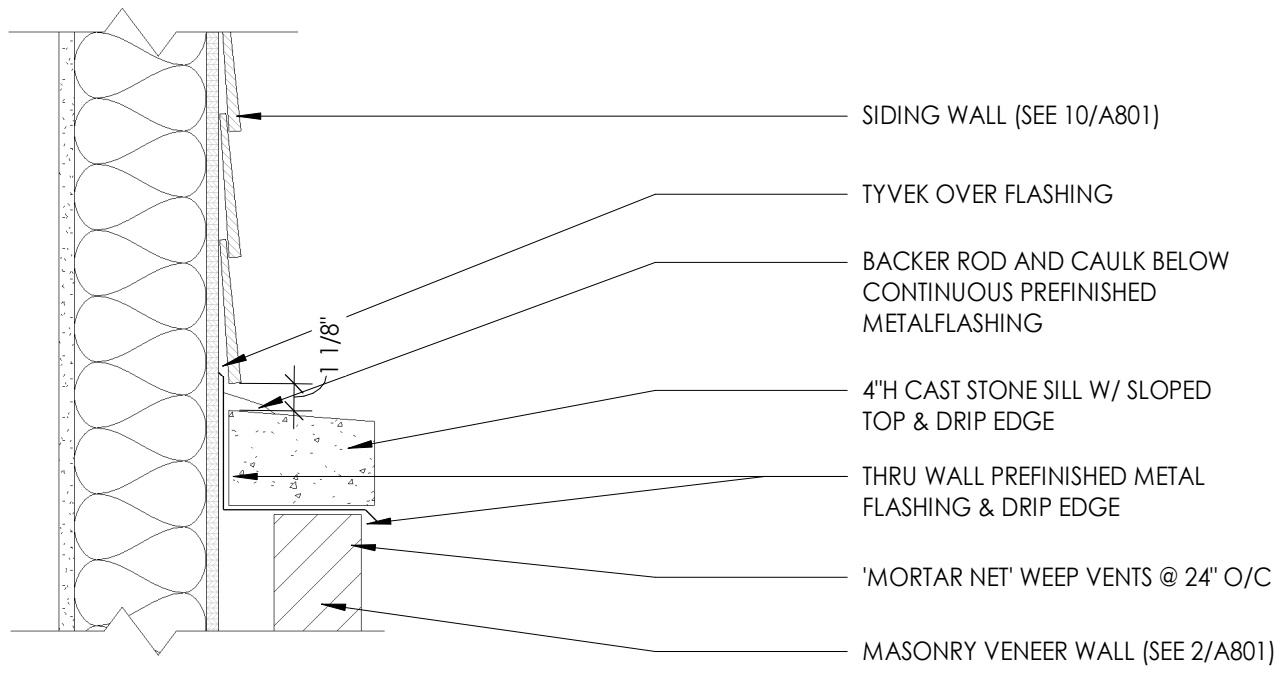 SIDING WALL (SEE 10/A801)
TYVEK OVER FLASHING
BACKER ROD AND CAULK BELOW
CONTINUOUS PREFINISHED
METALFLASHING
1 1/8"
4"H CAST STONE SILL W/ SLOPED
TOP & DRIP EDGE
THRU WALL PREFINISHED METAL
FLASHING & DRIP EDGE
'MORTAR NET' WEEP VENTS @ 24" O/C
MASONRY VENEER WALL (SEE 2/A801)